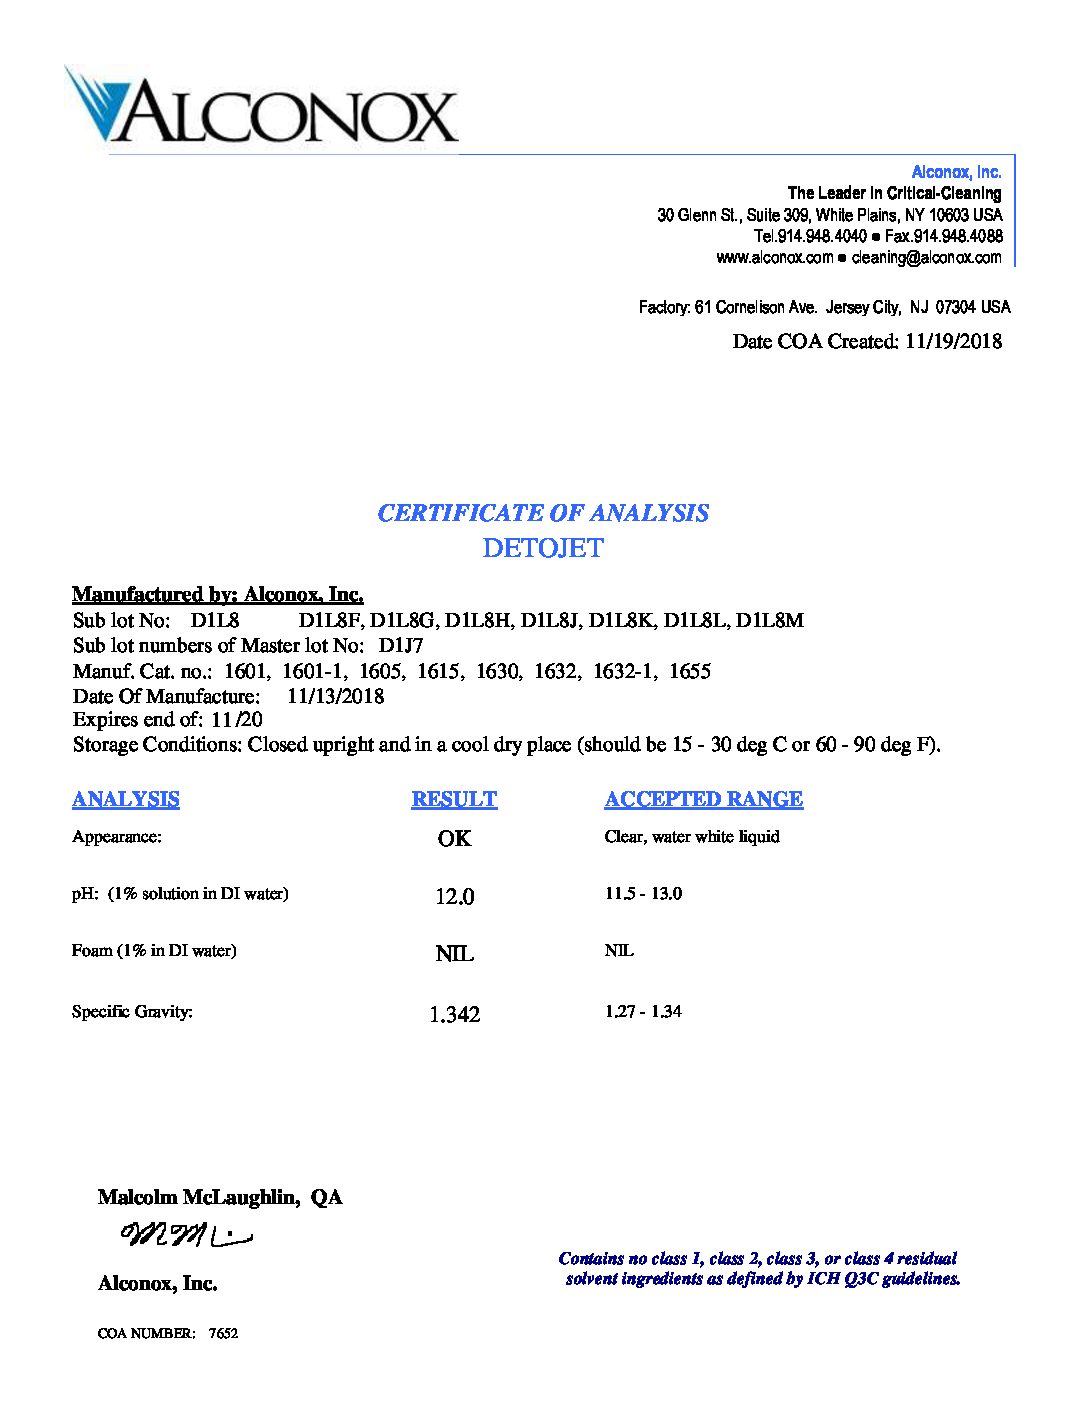 ALCONOX
Alconox, Inc.
The Leader in Critical-Cleaning
30 Glenn St., Suite 309, White Plains, NY 10603 USA
Tel.914.948.4040 ● Fax.914.948.4088
www.alconox.com ● cleaning@alconox.com
Factory: 61 Cornelison Ave. Jersey City, NJ 07304 USA
Date COA Created: 11/19/2018
CERTIFICATE OF ANALYSIS
DETOJET
Manufactured by: Alconox, Inc.
Sub lot No: D1L8 D1L8F, D1L8G, D1L8H, D1L8J, D1L8K, D1L8L, D1L8M
Sub lot numbers of Master lot No: D1J7
Manuf. Cat. no.: 1601, 1601-1, 1605, 1615, 1630, 1632, 1632-1, 1655
Date Of Manufacture: 11/13/2018
Expires end of: 11/20
Storage Conditions: Closed upright and in a cool dry place (should be 15 - 30 deg C or 60 - 90 deg F).
ANALYSIS RESULT ACCEPTED RANGE
Appearance: OK Clear, water white liquid
pH: (1% solution in DI water) 12.0 11.5 - 13.0
Foam (1% in DI water) NIL NIL
Specific Gravity: 1.342 1.27 - 1.34
Malcolm McLaughlin, QA
Alconox, Inc.
Contains no class 1, class 2, class 3, or class 4 residual
solvent ingredients as defined by ICH Q3C guidelines.
COA NUMBER: 7652